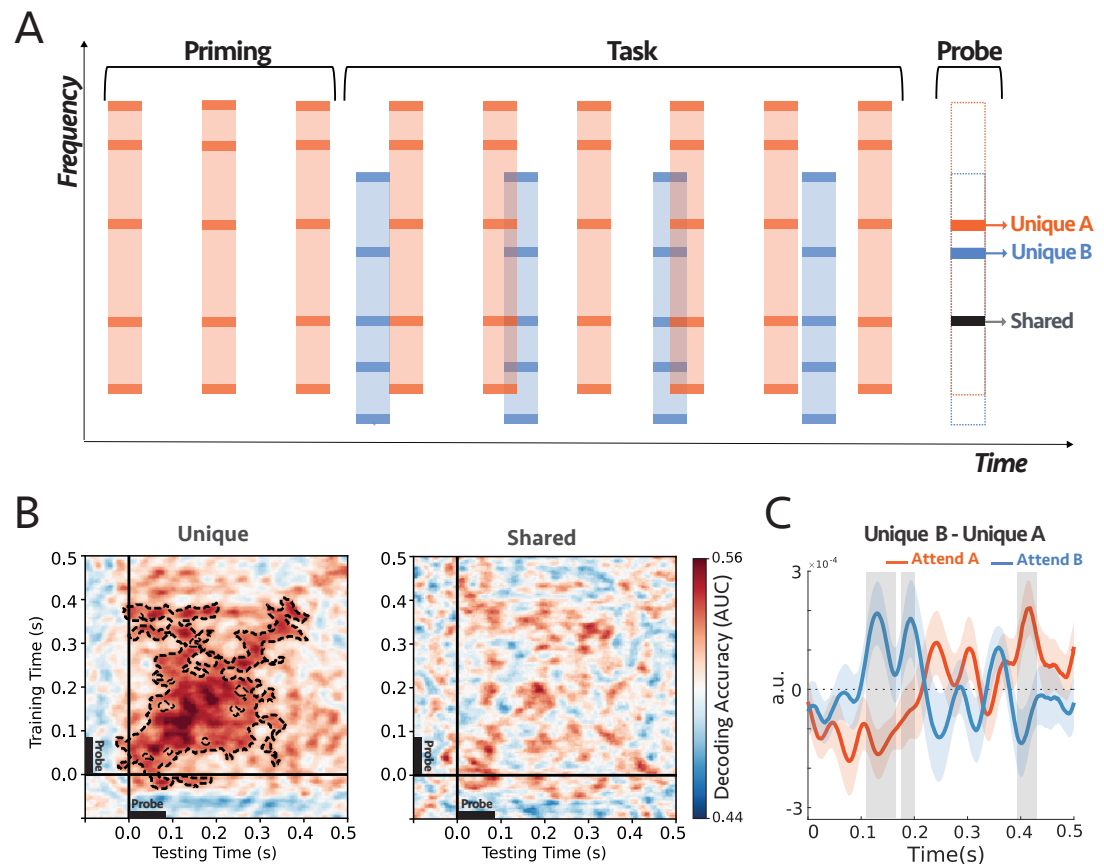 A
Priming
Task
Probe
Frequency
Unique A
Unique B
Shared
Time
B
Unique
Shared
0.5
0.4
0.3
0.2
0.1
0.0
Training Time (s)
Probe
Probe
0.0 0.1 0.2 0.3 0.4 0.5
Testing Time (s)
0.5
0.4
0.3
0.2
0.1
0.0
Probe
Probe
0.0 0.1 0.2 0.3 0.4 0.5
Testing Time (s)
0.56
Decoding Accuracy (AUC)
0.44
C
Unique B - Unique A
×10⁻⁴
Attend A
Attend B
3
0
-3
a.u.
0 0.1 0.2 0.3 0.4 0.5
Time(s)